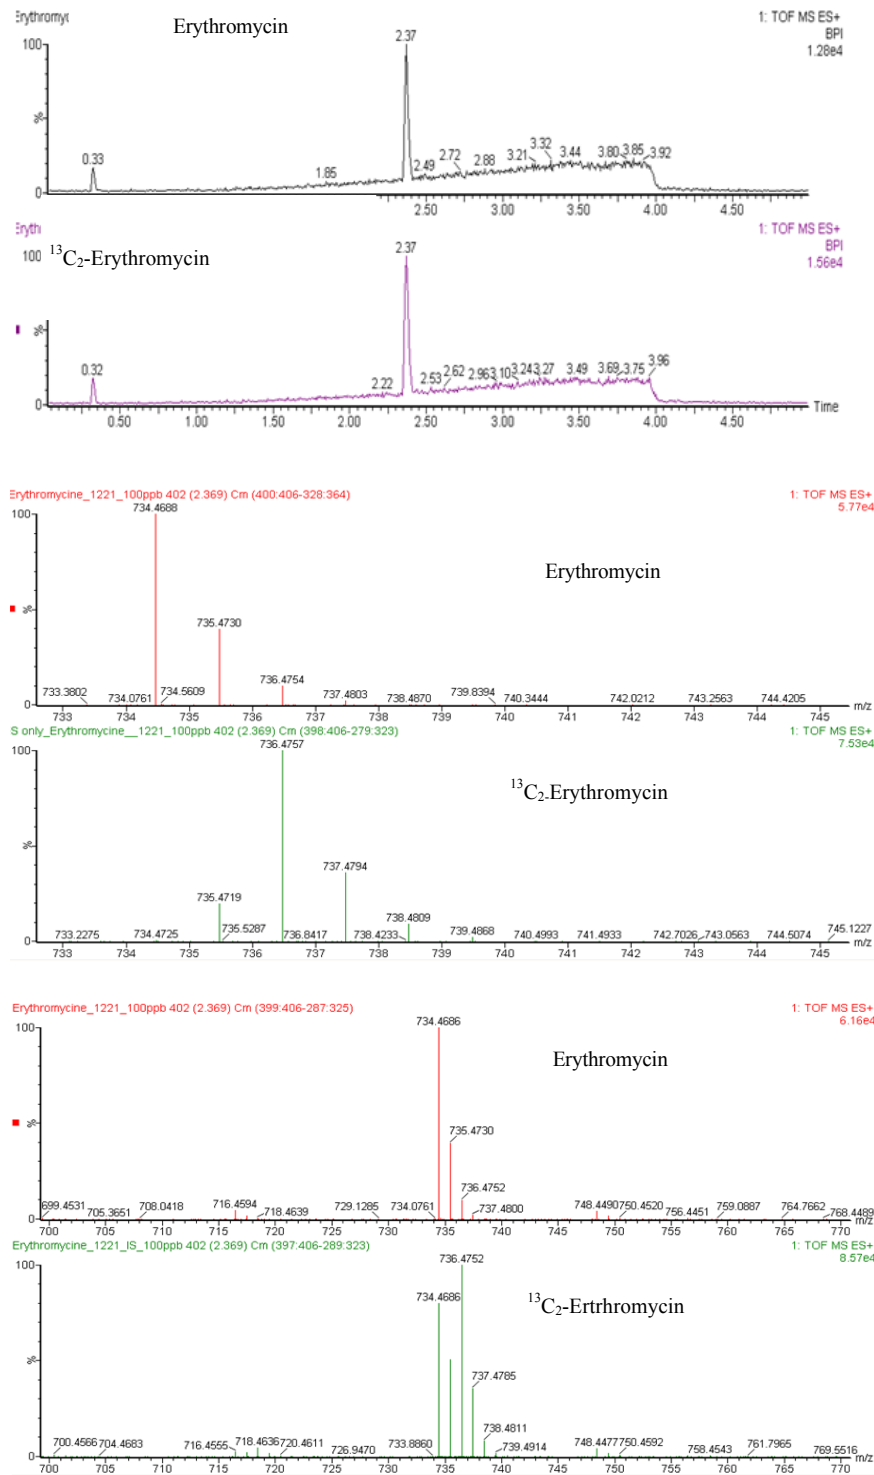 Erythromyc
Erythromycin
1: TOF MS ES+
BPI
1.28e4
100
%
0
0.33
1.85
2.37
2.49
2.72
2.88
3.21
3.32
3.44
3.80
3.85
3.92
2.50 3.00 3.50 4.00 4.50
Eryth
¹³C₂-Erythromycin
1: TOF MS ES+
BPI
1.56e4
100
%
0
0.32
2.22
2.37
2.53
2.62
2.96
3.10
3.24
3.27
3.49
3.69
3.75
3.96
0.50 1.00 1.50 2.00 2.50 3.00 3.50 4.00 4.50
Time
Erythromycine_1221_100ppb 402 (2.369) Cm (400:406-328:364)
1: TOF MS ES+
5.77e4
Erythromycin
100
%
0
733.3802
734.0761
734.4688
734.5609
735.4730
736.4754
737.4803
738.4870
739.8394
740.3444
742.0212
743.2563
744.4205
733 734 735 736 737 738 739 740 741 742 743 744 745
m/z
S only_Erythromycine__1221_100ppb 402 (2.369) Cm (398:406-279:323)
1: TOF MS ES+
7.53e4
¹³C₂-Erythromycin
100
%
0
733.2275
734.4725
735.4719
735.5287
736.4757
736.8417
737.4794
738.4233
738.4809
739.4868
740.4993
741.4933
742.7026
743.0563
744.5074
745.1227
733 734 735 736 737 738 739 740 741 742 743 744 745
m/z
Erythromycine_1221_100ppb 402 (2.369) Cm (399:406-287:325)
1: TOF MS ES+
6.16e4
Erythromycin
100
%
0
699.4531
705.3651
708.0418
716.4594
718.4639
729.1285
734.0761
734.4686
735.4730
736.4752
737.4800
748.4490
750.4520
756.4451
759.0887
764.7662
768.4489
700 705 710 715 720 725 730 735 740 745 750 755 760 765 770
m/z
Erythromycine_1221_IS_100ppb 402 (2.369) Cm (397:406-289:323)
1: TOF MS ES+
8.57e4
¹³C₂-Ertrhromycin
100
%
0
700.4566
704.4683
716.4555
718.4636
720.4611
726.9470
733.8860
734.4686
736.4752
737.4785
738.4811
739.4914
748.4477
750.4592
758.4543
761.7965
769.5516
700 705 710 715 720 725 730 735 740 745 750 755 760 765 770
m/z